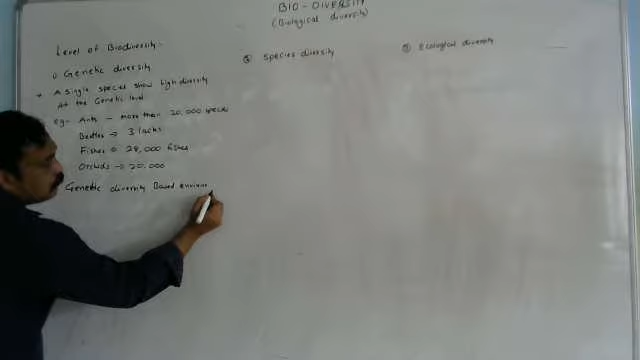 BIO - DIVERSITY
(Biological diversity)
Level of Biodiversity:-
① Genetic diversity
* A single species show high diversity
At the Genetic level
eg:- Ants - more than 20,000 species
Beetles → 3 lacks
Fishes → 28,000 fishes
Orchids → 20,000
Genetic diversity Based environ
② Species diversity
③ Ecological diversity